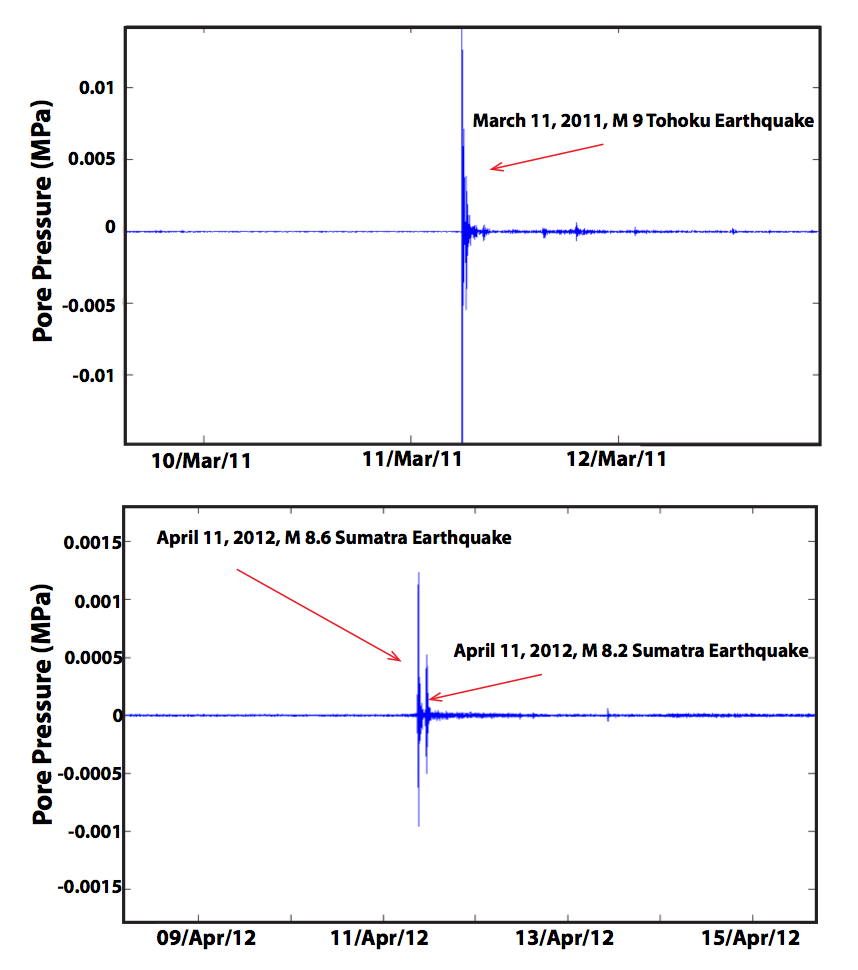 Pore Pressure (MPa)
0.01
0.005
0
-0.005
-0.01
March 11, 2011, M 9 Tohoku Earthquake
10/Mar/11
11/Mar/11
12/Mar/11
Pore Pressure (MPa)
0.0015
0.001
0.0005
0
-0.0005
-0.001
-0.0015
April 11, 2012, M 8.6 Sumatra Earthquake
April 11, 2012, M 8.2 Sumatra Earthquake
09/Apr/12
11/Apr/12
13/Apr/12
15/Apr/12